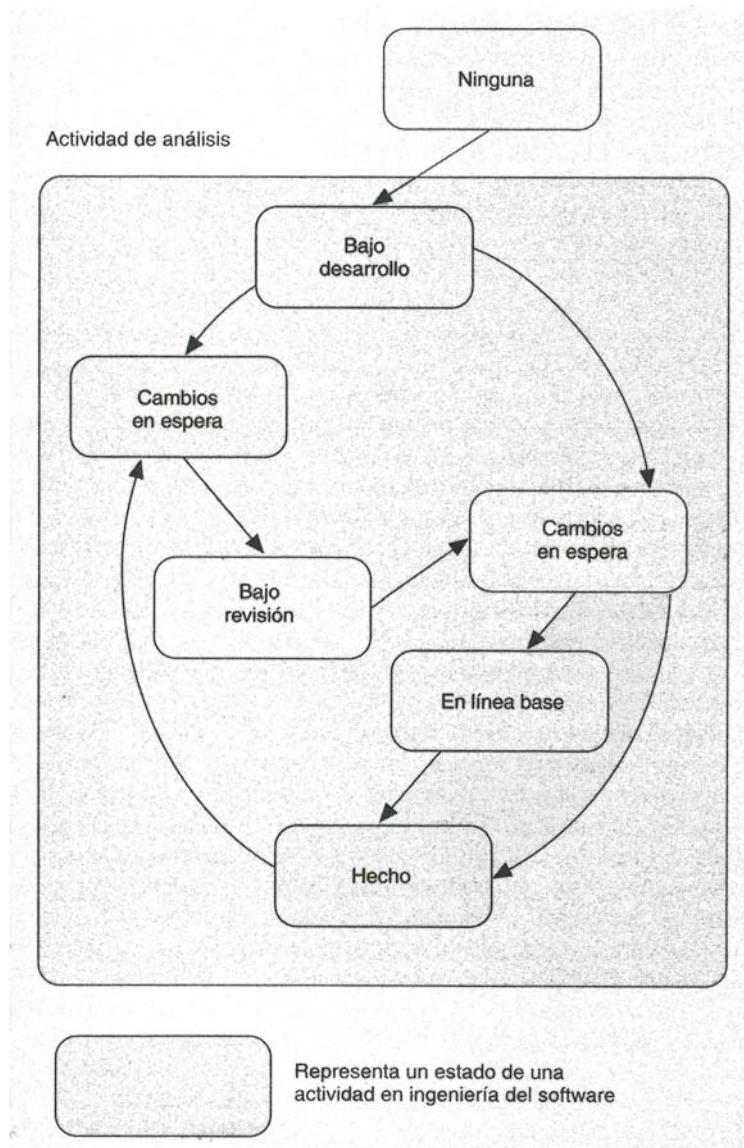 Ninguna
Actividad de análisis
Bajo
desarrollo
Cambios
en espera
Cambios
en espera
Bajo
revisión
En línea base
Hecho
Representa un estado de una
actividad en ingeniería del software